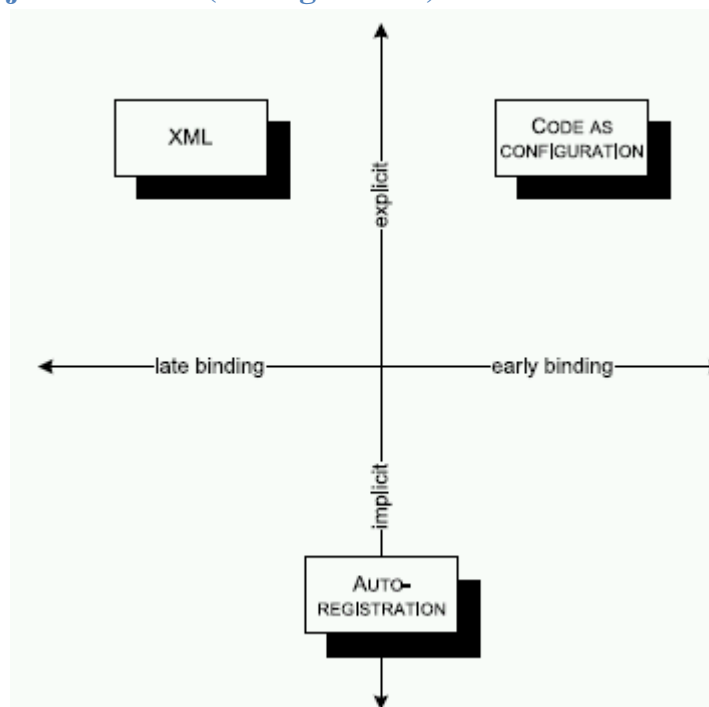 explicit
XML
CODE AS
CONFIGURATION
late binding
early binding
implicit
AUTO-
REGISTRATION